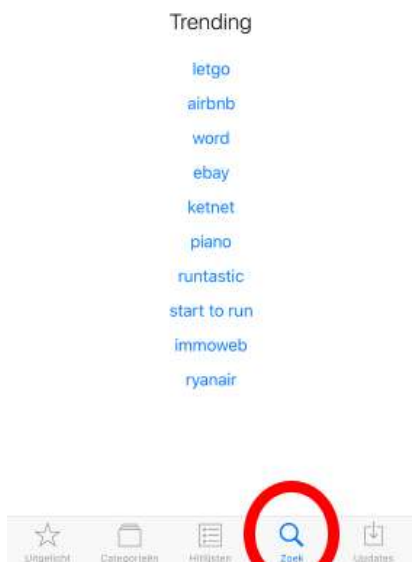 Trending
letgo
airbnb
word
ebay
ketnet
piano
runtastic
start to run
immoweb
ryanair
Uitgelicht Categorieën Hitlijsten Zoek Updates